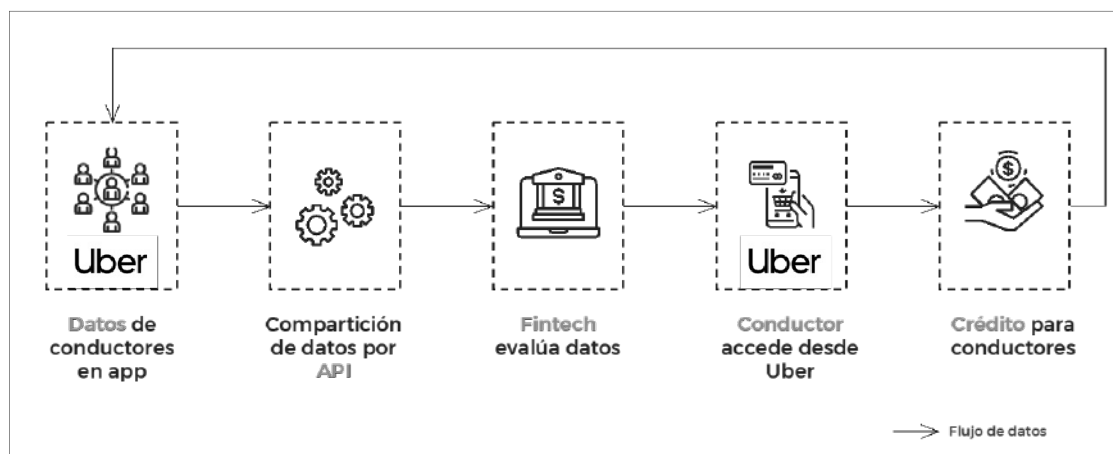 Uber
Datos de
conductores
en app
Compartición
de datos por
API
$
Fintech
evalúa datos
Uber
Conductor
accede desde
Uber
$
Crédito para
conductores
Flujo de datos